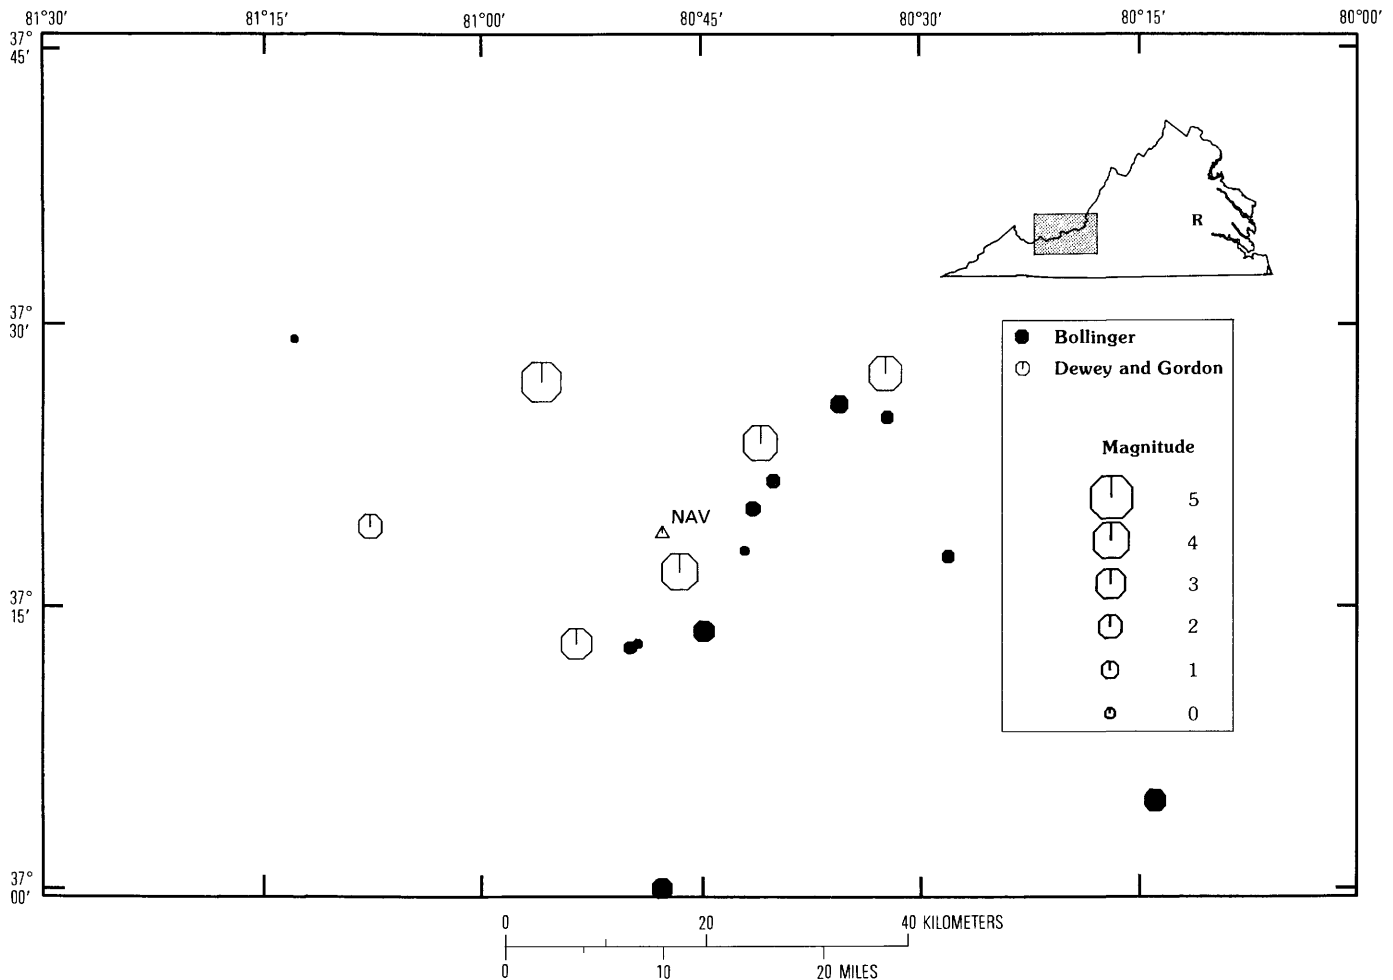 81°30′ 81°15′ 81°00′ 80°45′ 80°30′ 80°15′ 80°00′
37°
45′
R
37°
30′
Bollinger
Dewey and Gordon
Magnitude
5
NAV
4
3
37°
15′
2
1
0
37°
00′
0 20 40 KILOMETERS
0 10 20 MILES